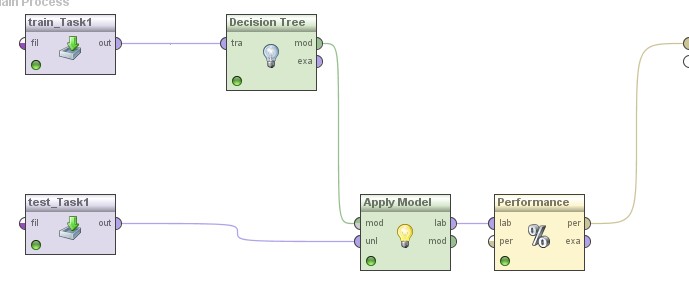 Main Process
train_Task1
fil out
Decision Tree
tra mod
exa
test_Task1
fil out
Apply Model
mod lab
unl mod
Performance
lab per
per exa
%